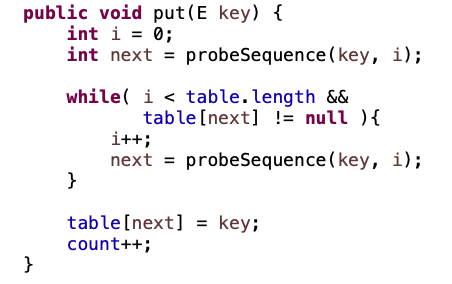 public void put(E key) {
    int i = 0;
    int next = probeSequence(key, i);

    while( i < table.length &&
           table[next] != null ){
        i++;
        next = probeSequence(key, i);
    }

    table[next] = key;
    count++;
}